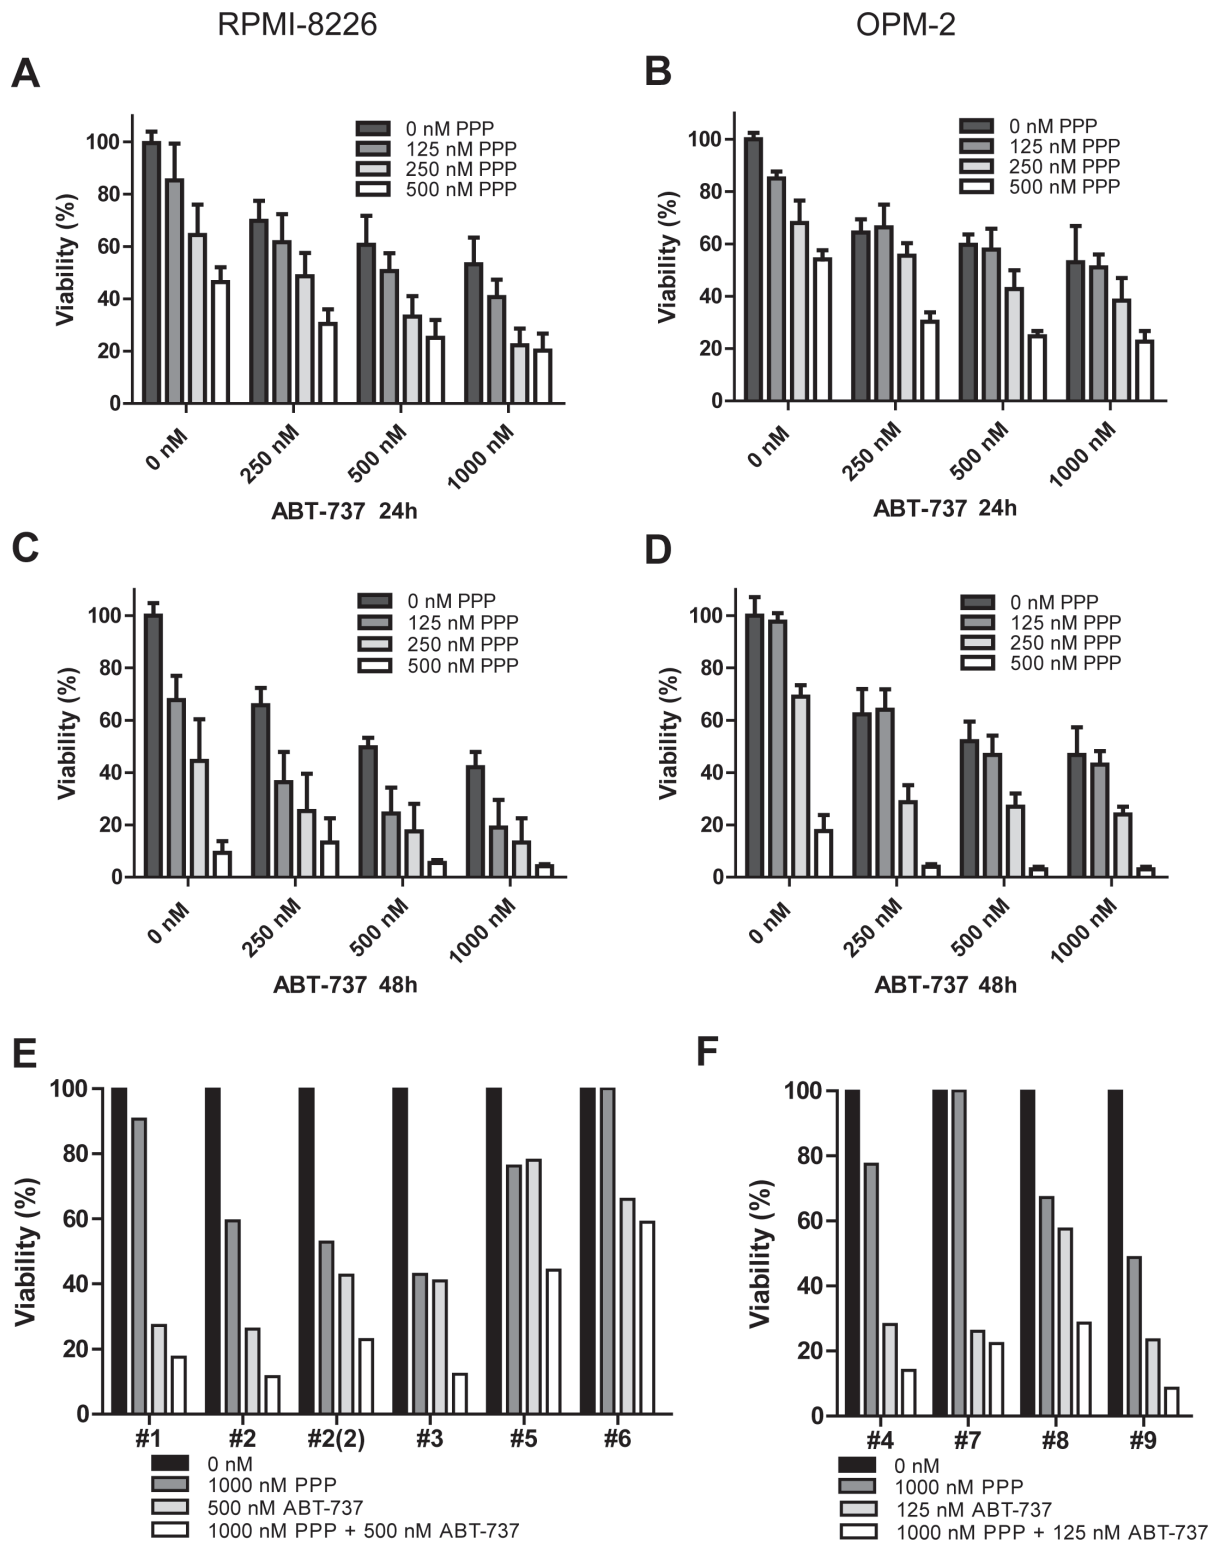 RPMI-8226
OPM-2
A
Viability (%)
100
80
60
40
20
0
0 nM PPP
125 nM PPP
250 nM PPP
500 nM PPP
0 nM
250 nM
500 nM
1000 nM
ABT-737 24h
B
Viability (%)
100
80
60
40
20
0
0 nM PPP
125 nM PPP
250 nM PPP
500 nM PPP
0 nM
250 nM
500 nM
1000 nM
ABT-737 24h
C
Viability (%)
100
80
60
40
20
0
0 nM PPP
125 nM PPP
250 nM PPP
500 nM PPP
0 nM
250 nM
500 nM
1000 nM
ABT-737 48h
D
Viability (%)
100
80
60
40
20
0
0 nM PPP
125 nM PPP
250 nM PPP
500 nM PPP
0 nM
250 nM
500 nM
1000 nM
ABT-737 48h
E
Viability (%)
100
80
60
40
20
0
#1 #2 #2(2) #3 #5 #6
0 nM
1000 nM PPP
500 nM ABT-737
1000 nM PPP + 500 nM ABT-737
F
Viability (%)
100
80
60
40
20
0
#4 #7 #8 #9
0 nM
1000 nM PPP
125 nM ABT-737
1000 nM PPP + 125 nM ABT-737